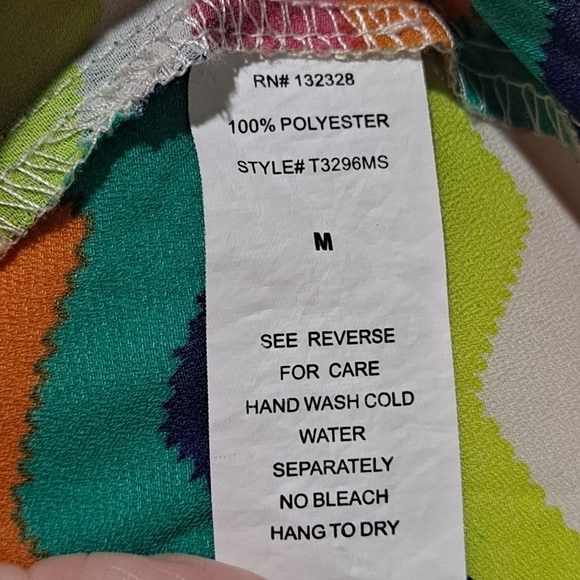 RN# 132328
100% POLYESTER
STYLE# T3296MS
M
SEE REVERSE
FOR CARE
HAND WASH COLD
WATER
SEPARATELY
NO BLEACH
HANG TO DRY